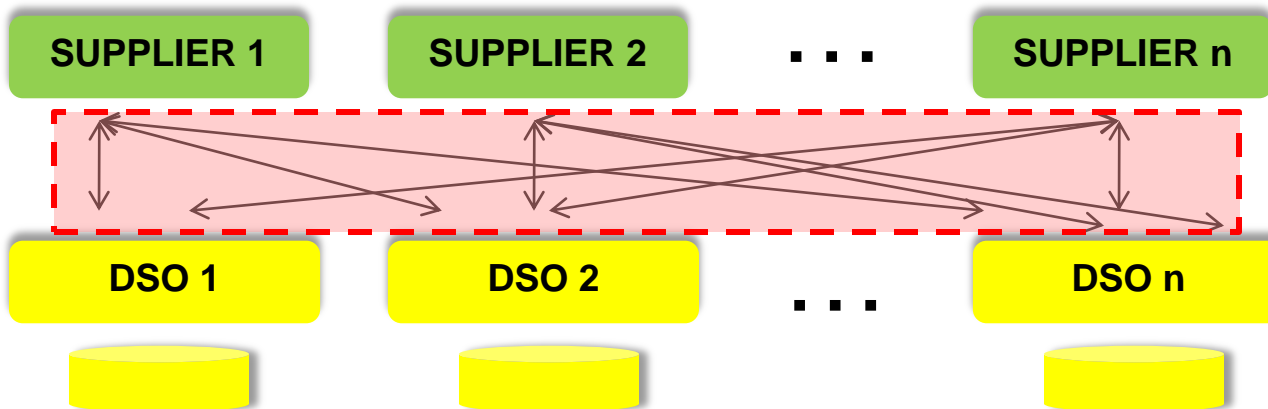 SUPPLIER 1 SUPPLIER 2 . . . SUPPLIER n
DSO 1 DSO 2 . . . DSO n